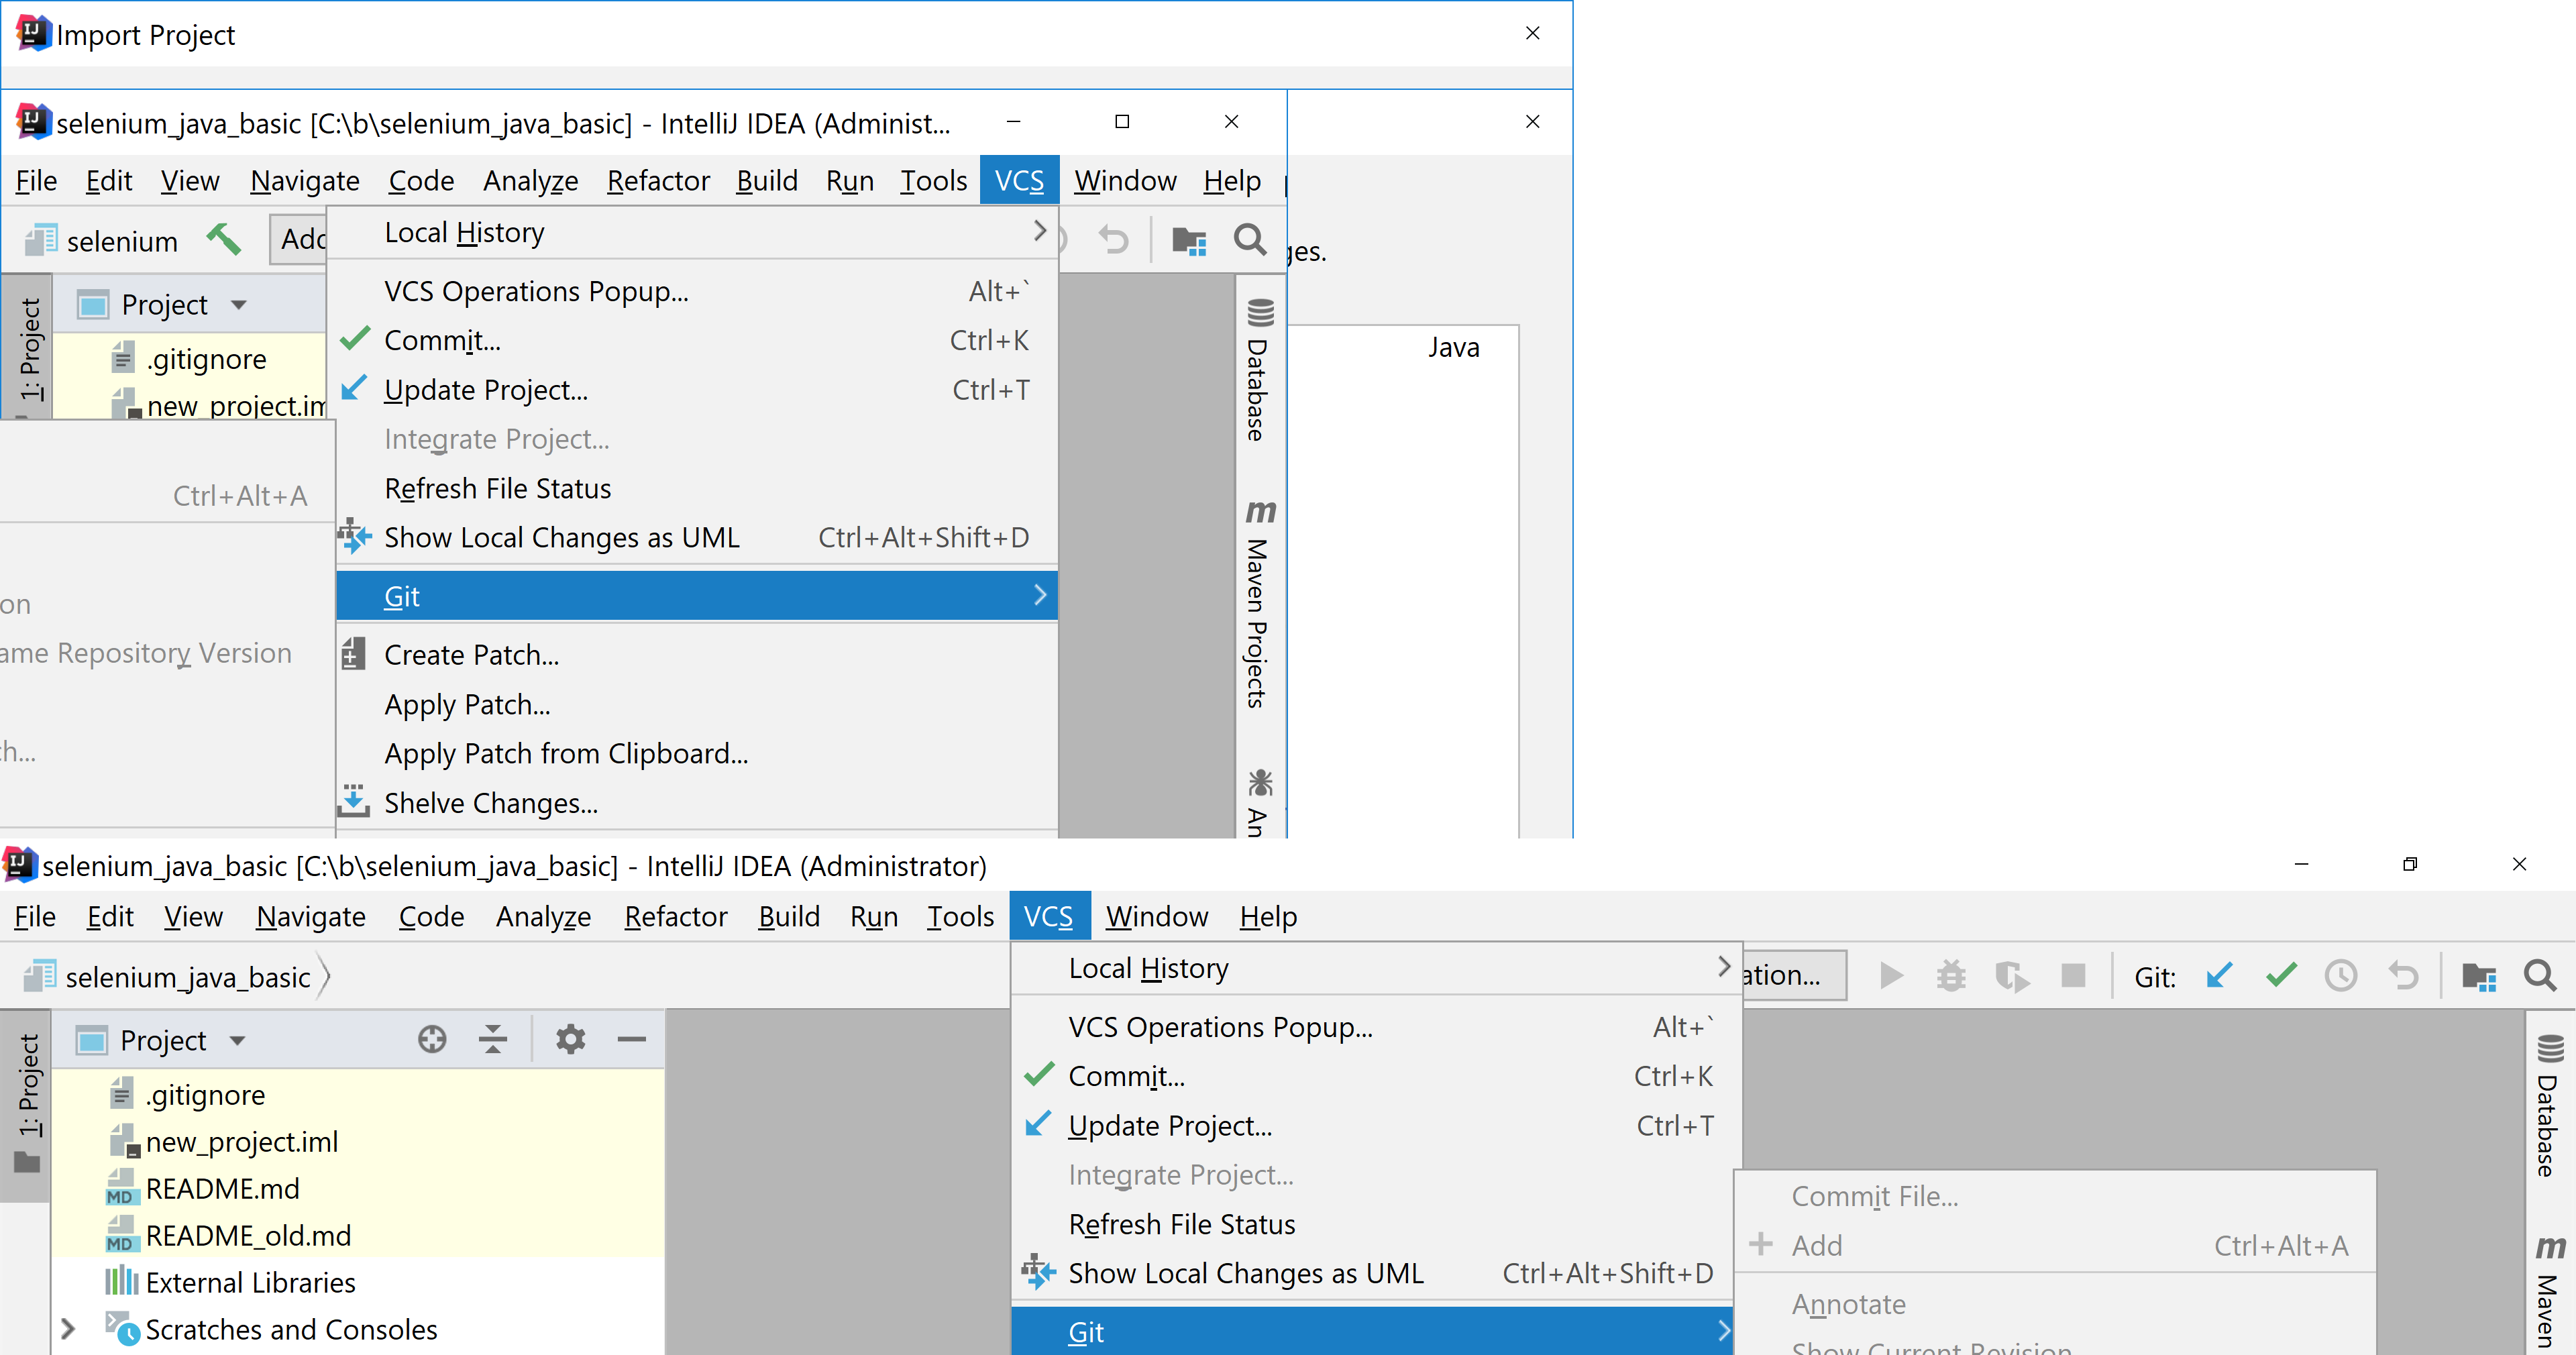 Import Project
selenium_java_basic [C:\b\selenium_java_basic] - IntelliJ IDEA (Administ...
File Edit View Navigate Code Analyze Refactor Build Run Tools VCS Window Help
selenium
Local History
ges.
VCS Operations Popup... Alt+`
1: Project
Project
Commit... Ctrl+K
Java
.gitignore
Update Project... Ctrl+T
Database
new_project.im
Integrate Project...
Refresh File Status
Ctrl+Alt+A
Show Local Changes as UML Ctrl+Alt+Shift+D
Maven Projects
on
Git
ame Repository Version
Create Patch...
Apply Patch...
h...
Apply Patch from Clipboard...
Shelve Changes...
An
selenium_java_basic [C:\b\selenium_java_basic] - IntelliJ IDEA (Administrator)
File Edit View Navigate Code Analyze Refactor Build Run Tools VCS Window Help
selenium_java_basic
Local History
ation...
Git:
1: Project
Project
VCS Operations Popup... Alt+`
.gitignore
Commit... Ctrl+K
new_project.iml
Update Project... Ctrl+T
Database
README.md
Integrate Project...
Commit File...
README_old.md
Refresh File Status
Add Ctrl+Alt+A
External Libraries
Show Local Changes as UML Ctrl+Alt+Shift+D
Maven
Annotate
Scratches and Consoles
Git
Show Current Revision